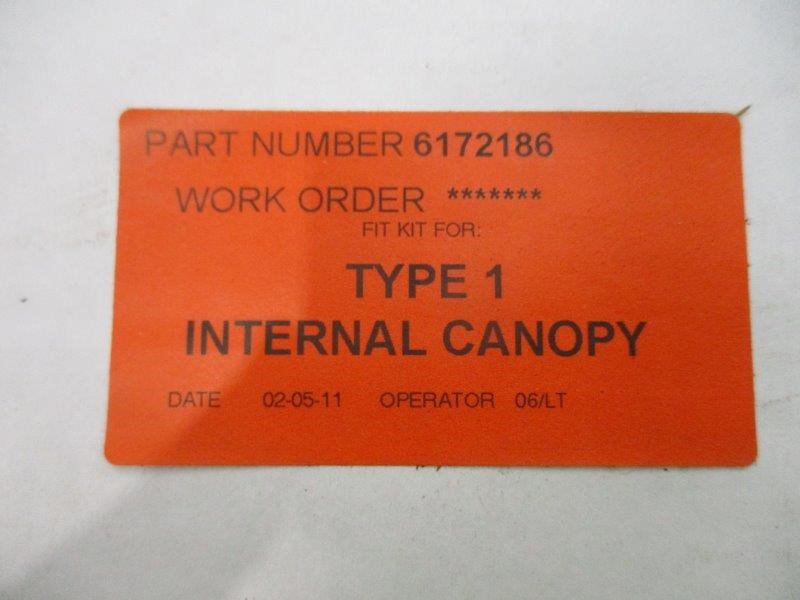 PART NUMBER 6172186
WORK ORDER *******
FIT KIT FOR:
TYPE 1
INTERNAL CANOPY
DATE 02-05-11 OPERATOR 06/LT